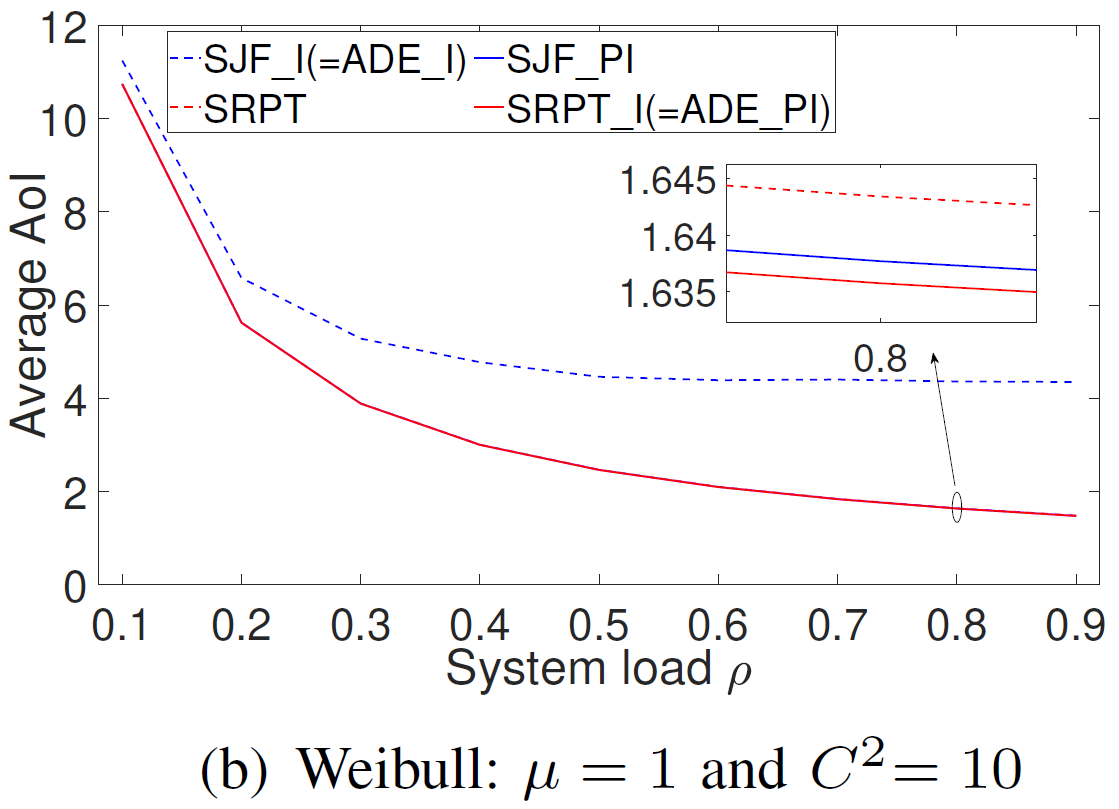 12
10
8
6
4
2
0
Average AoI
SJF_I(=ADE_I) SJF_PI
SRPT SRPT_I(=ADE_PI)
1.645
1.64
1.635
0.8
0.1 0.2 0.3 0.4 0.5 0.6 0.7 0.8 0.9
System load ρ
(b) Weibull: μ = 1 and C² = 10